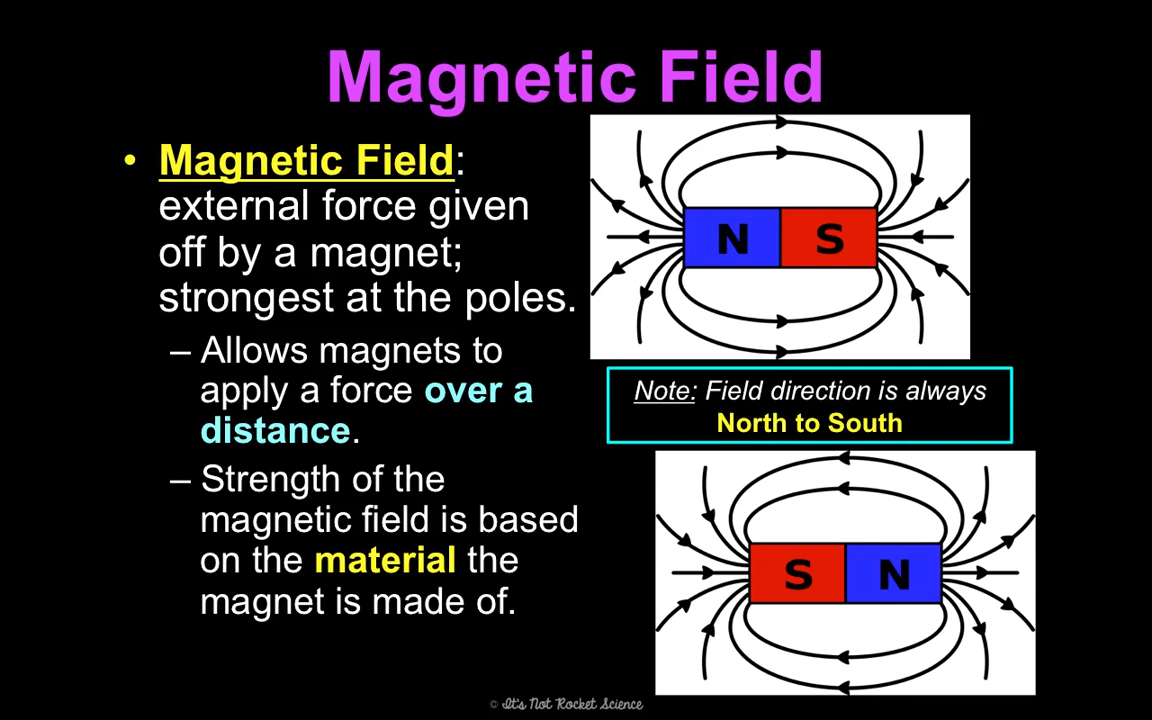 Magnetic Field
• Magnetic Field:
external force given
off by a magnet;
strongest at the poles.
– Allows magnets to
apply a force over a
distance.
– Strength of the
magnetic field is based
on the material the
magnet is made of.
N S
Note: Field direction is always
North to South
S N
© It's Not Rocket Science